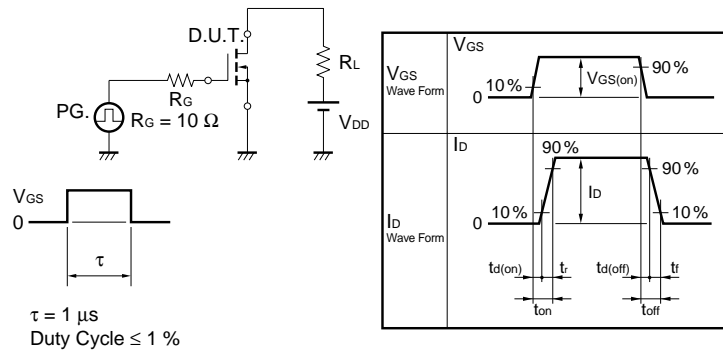 D.U.T.
RL
PG.
RG
RG = 10 Ω
VDD
VGS
0
τ
τ = 1 μs
Duty Cycle ≤ 1 %
VGS
Wave Form
VGS
10 %
0
VGS(on)
90 %
ID
Wave Form
ID
90 %
90 %
10 %
ID
10 %
0
td(on)
tr
td(off)
tf
ton
toff